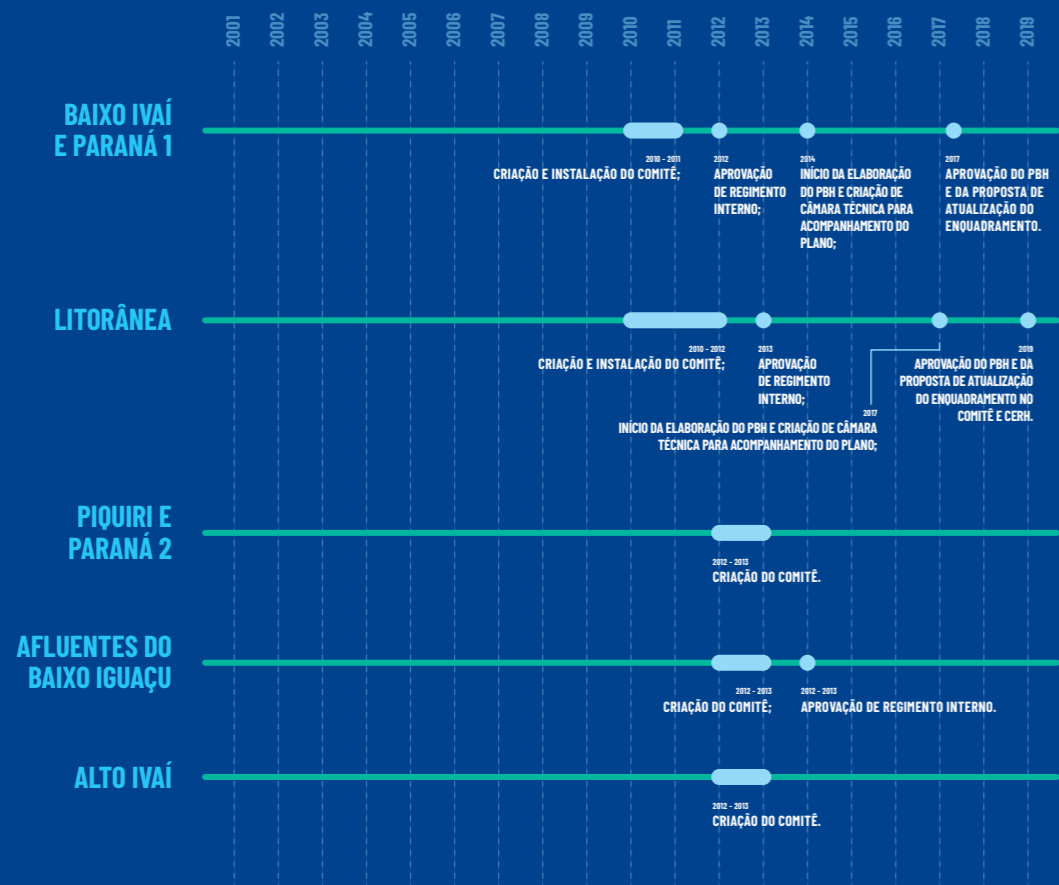 2001 2002 2003 2004 2005 2006 2007 2008 2009 2010 2011 2012 2013 2014 2015 2016 2017 2018 2019
BAIXO IVAÍ
E PARANÁ 1
2010 - 2011
CRIAÇÃO E INSTALAÇÃO DO COMITÊ;
2012
APROVAÇÃO
DE REGIMENTO
INTERNO;
2014
INÍCIO DA ELABORAÇÃO
DO PBH E CRIAÇÃO DE
CÂMARA TÉCNICA PARA
ACOMPANHAMENTO DO
PLANO;
2017
APROVAÇÃO DO PBH
E DA PROPOSTA DE
ATUALIZAÇÃO DO
ENQUADRAMENTO.
LITORÂNEA
2010 - 2012
CRIAÇÃO E INSTALAÇÃO DO COMITÊ;
2013
APROVAÇÃO
DE REGIMENTO
INTERNO;
2017
INÍCIO DA ELABORAÇÃO DO PBH E CRIAÇÃO DE CÂMARA
TÉCNICA PARA ACOMPANHAMENTO DO PLANO;
2019
APROVAÇÃO DO PBH E DA
PROPOSTA DE ATUALIZAÇÃO
DO ENQUADRAMENTO NO
COMITÊ E CERH.
PIQUIRI E
PARANÁ 2
2012 - 2013
CRIAÇÃO DO COMITÊ.
AFLUENTES DO
BAIXO IGUAÇU
2012 - 2013
CRIAÇÃO DO COMITÊ;
2012 - 2013
APROVAÇÃO DE REGIMENTO INTERNO.
ALTO IVAÍ
2012 - 2013
CRIAÇÃO DO COMITÊ.